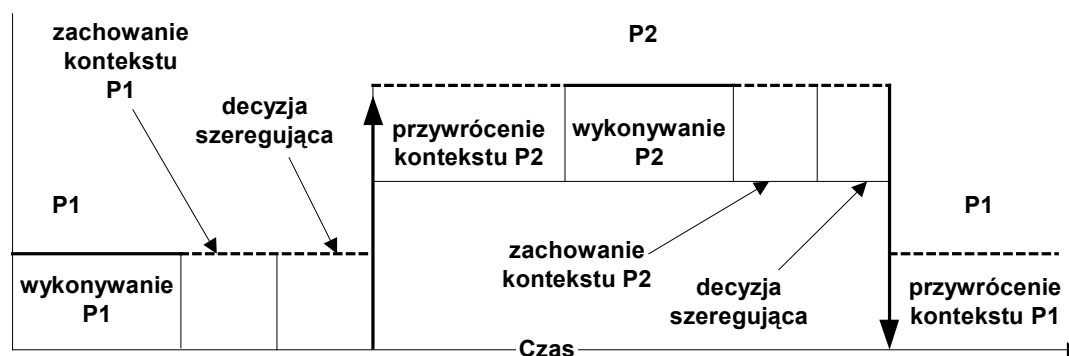 zachowanie
kontekstu
P1
P2
decyzja
szeregująca
przywrócenie
kontekstu P2
wykonywanie
P2
P1
P1
zachowanie
kontekstu P2
decyzja
szeregująca
wykonywanie
P1
przywrócenie
kontekstu P1
Czas